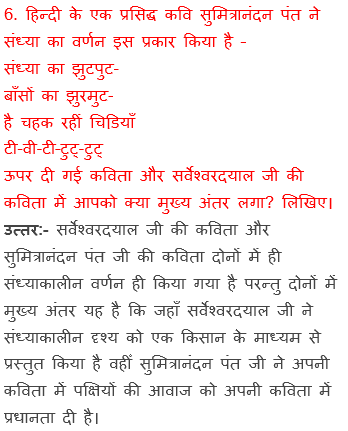 6. हिन्दी के एक प्रसिद्ध कवि सुमित्रानंदन पंत ने
संध्या का वर्णन इस प्रकार किया है -
संध्या का झुटपुट-
बाँसों का झुरमुट-
है चहक रहीं चिड़ियाँ
टी-वी-टी-टुट्-टुट्
ऊपर दी गई कविता और सर्वेश्वरदयाल जी की
कविता में आपको क्या मुख्य अंतर लगा? लिखिए।
उत्तर:- सर्वेश्वरदयाल जी की कविता और
सुमित्रानंदन पंत जी की कविता दोनों में ही
संध्याकालीन वर्णन ही किया गया है परन्तु दोनों में
मुख्य अंतर यह है कि जहाँ सर्वेश्वरदयाल जी ने
संध्याकालीन दृश्य को एक किसान के माध्यम से
प्रस्तुत किया है वहीँ सुमित्रानंदन पंत जी ने अपनी
कविता में पक्षियों की आवाज को अपनी कविता में
प्रधानता दी है।